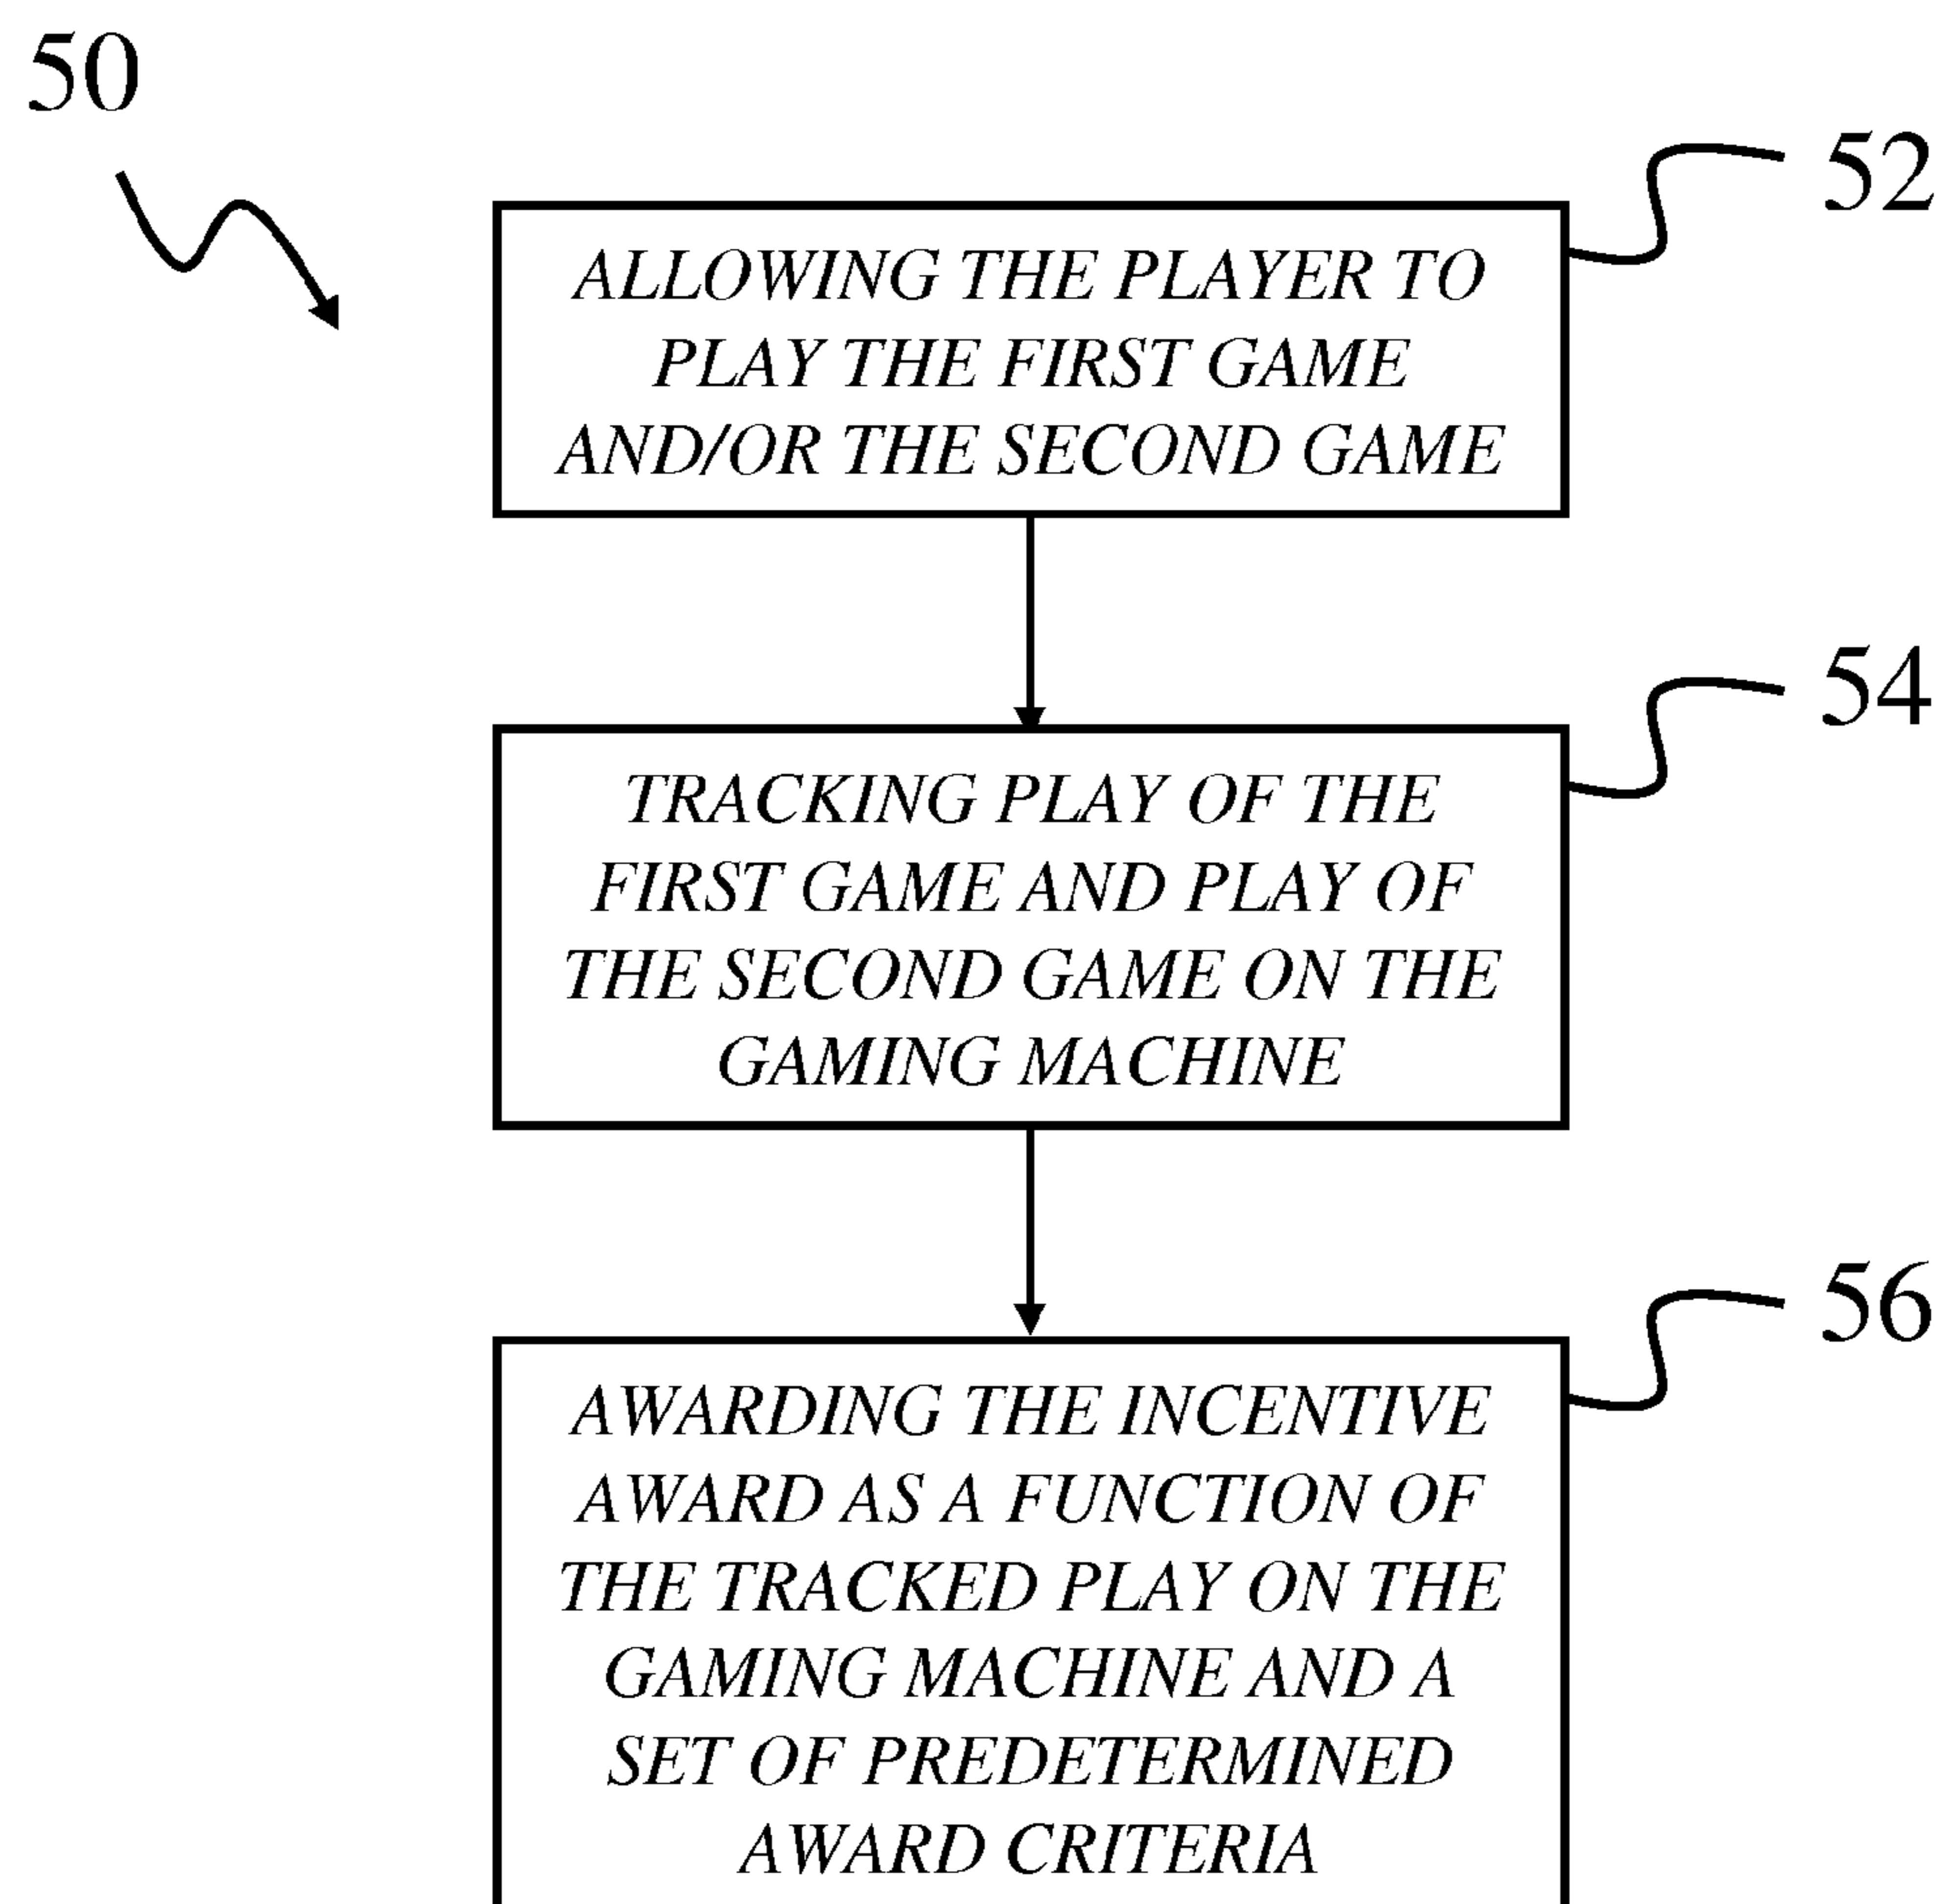 50
52
ALLOWING THE PLAYER TO
PLAY THE FIRST GAME
AND/OR THE SECOND GAME
54
TRACKING PLAY OF THE
FIRST GAME AND PLAY OF
THE SECOND GAME ON THE
GAMING MACHINE
56
AWARDING THE INCENTIVE
AWARD AS A FUNCTION OF
THE TRACKED PLAY ON THE
GAMING MACHINE AND A
SET OF PREDETERMINED
AWARD CRITERIA